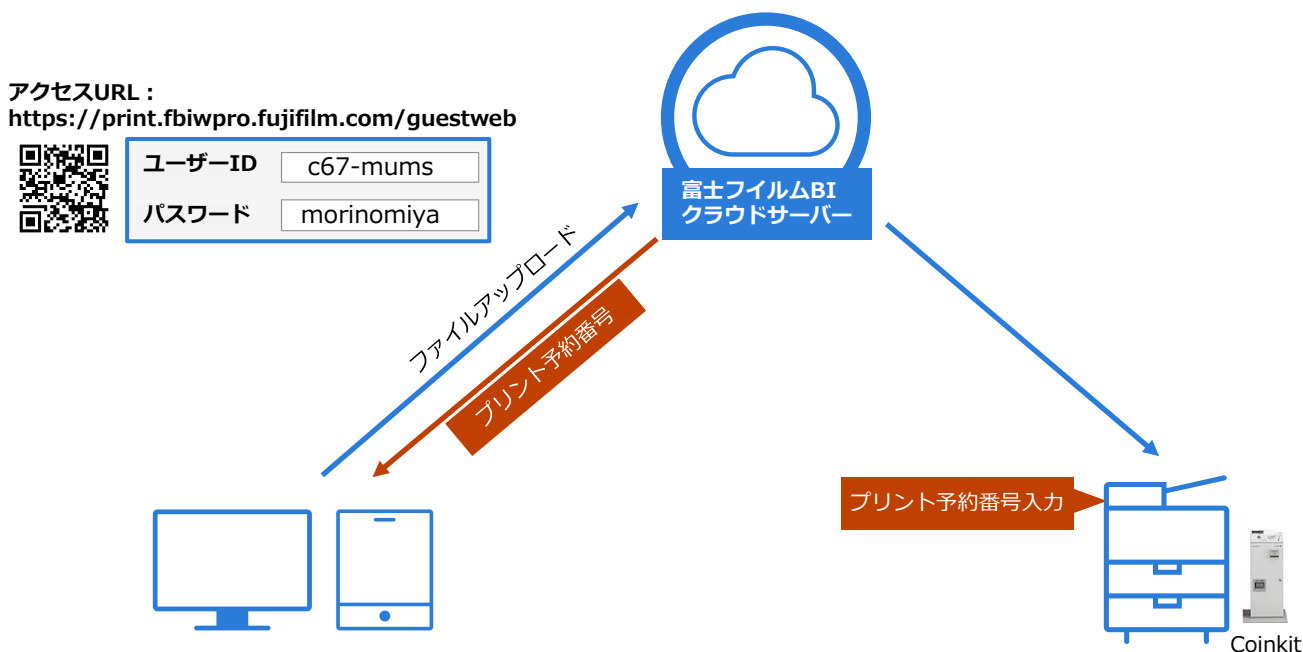 アクセスURL：
https://print.fbiwpro.fujifilm.com/guestweb
ユーザーID
c67-mums
パスワード
morinomiya
富士フイルムBI
クラウドサーバー
ファイルアップロード
プリント予約番号
プリント予約番号入力
Coinkit